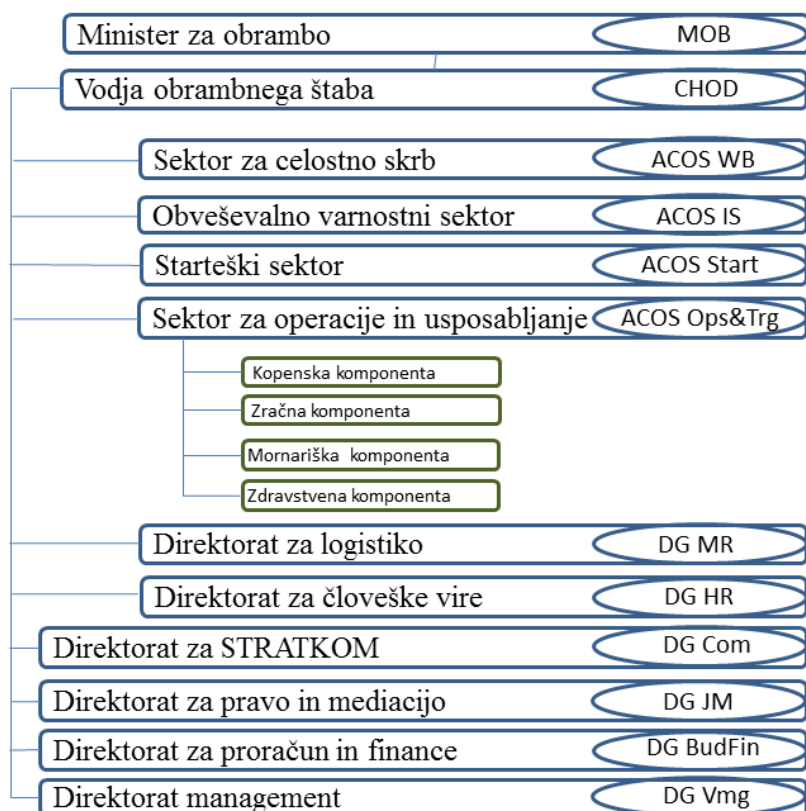 Minister za obrambo MOB
Vodja obrambnega štaba CHOD
Sektor za celostno skrb ACOS WB
Obveševalno varnostni sektor ACOS IS
Starteški sektor ACOS Start
Sektor za operacije in usposabljanje ACOS Ops&Trg
Kopenska komponenta
Zračna komponenta
Mornariška komponenta
Zdravstvena komponenta
Direktorat za logistiko DG MR
Direktorat za človeške vire DG HR
Direktorat za STRATKOM DG Com
Direktorat za pravo in mediacijo DG JM
Direktorat za proračun in finance DG BudFin
Direktorat management DG Vmg